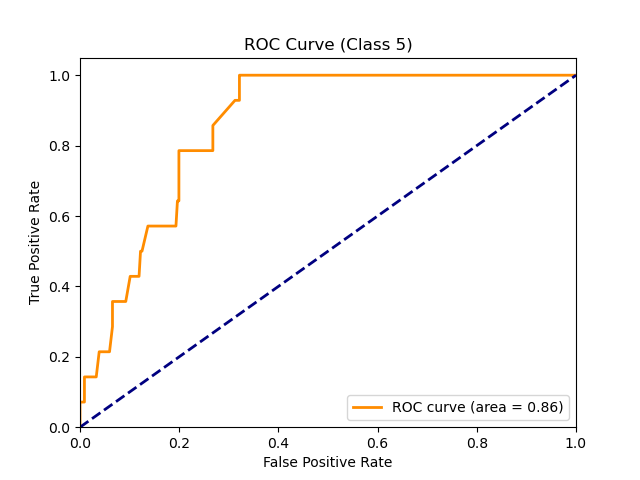 ROC Curve (Class 5)
True Positive Rate
1.0
0.8
0.6
0.4
0.2
0.0
0.0 0.2 0.4 0.6 0.8 1.0
False Positive Rate
ROC curve (area = 0.86)